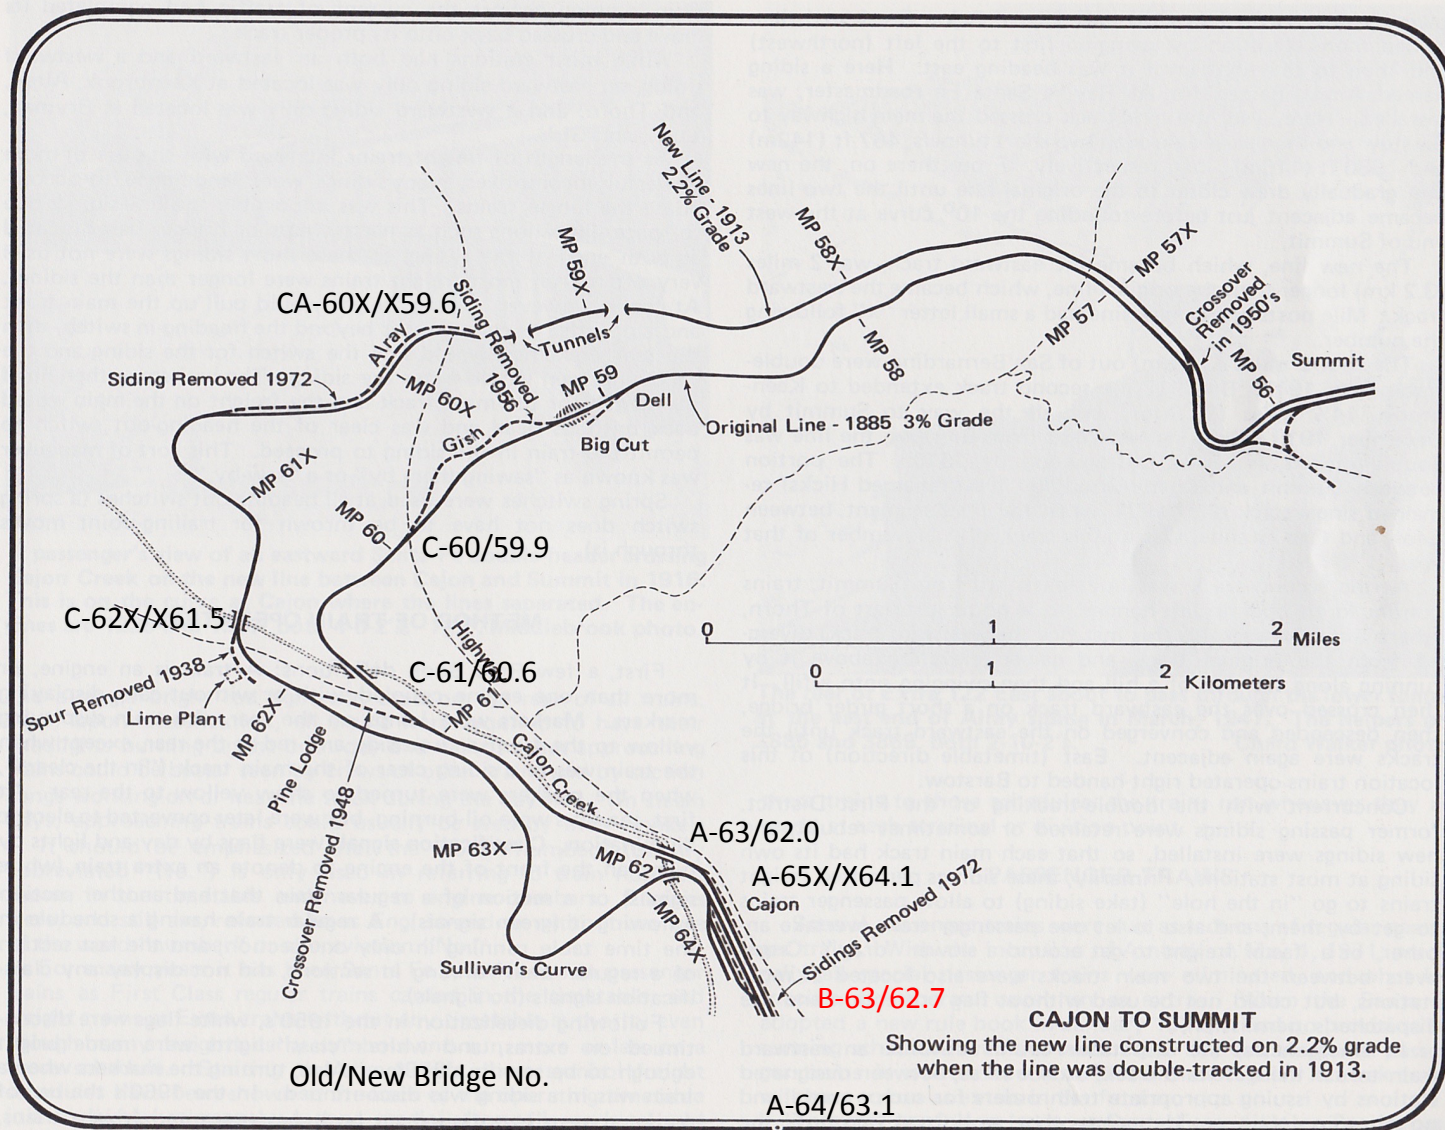 New Line - 1913
2.2% Grade
MP 59X
MP 58X
MP 57X
CA-60X/X59.6
Siding Removed
1956
Tunnels
Alray
Crossover
Removed
in 1950's
MP 57
MP 56
Summit
Siding Removed 1972
MP 60X
MP 59
MP 58
Dell
Gish
Big Cut
Original Line - 1885 3% Grade
MP 61X
MP 60
C-60/59.9
C-62X/X61.5
0 1 2 Miles
0 1 2 Kilometers
C-61/60.6
Spur Removed 1938
Lime Plant
MP 62X
Pine Lodge
Cajon Creek
Crossover Removed 1948
MP 63X
MP 62
A-63/62.0
A-65X/X64.1
Cajon
MP 64X
Sidings Removed 1972
Sullivan's Curve
B-63/62.7
CAJON TO SUMMIT
Showing the new line constructed on 2.2% grade
when the line was double-tracked in 1913.
Old/New Bridge No.
A-64/63.1